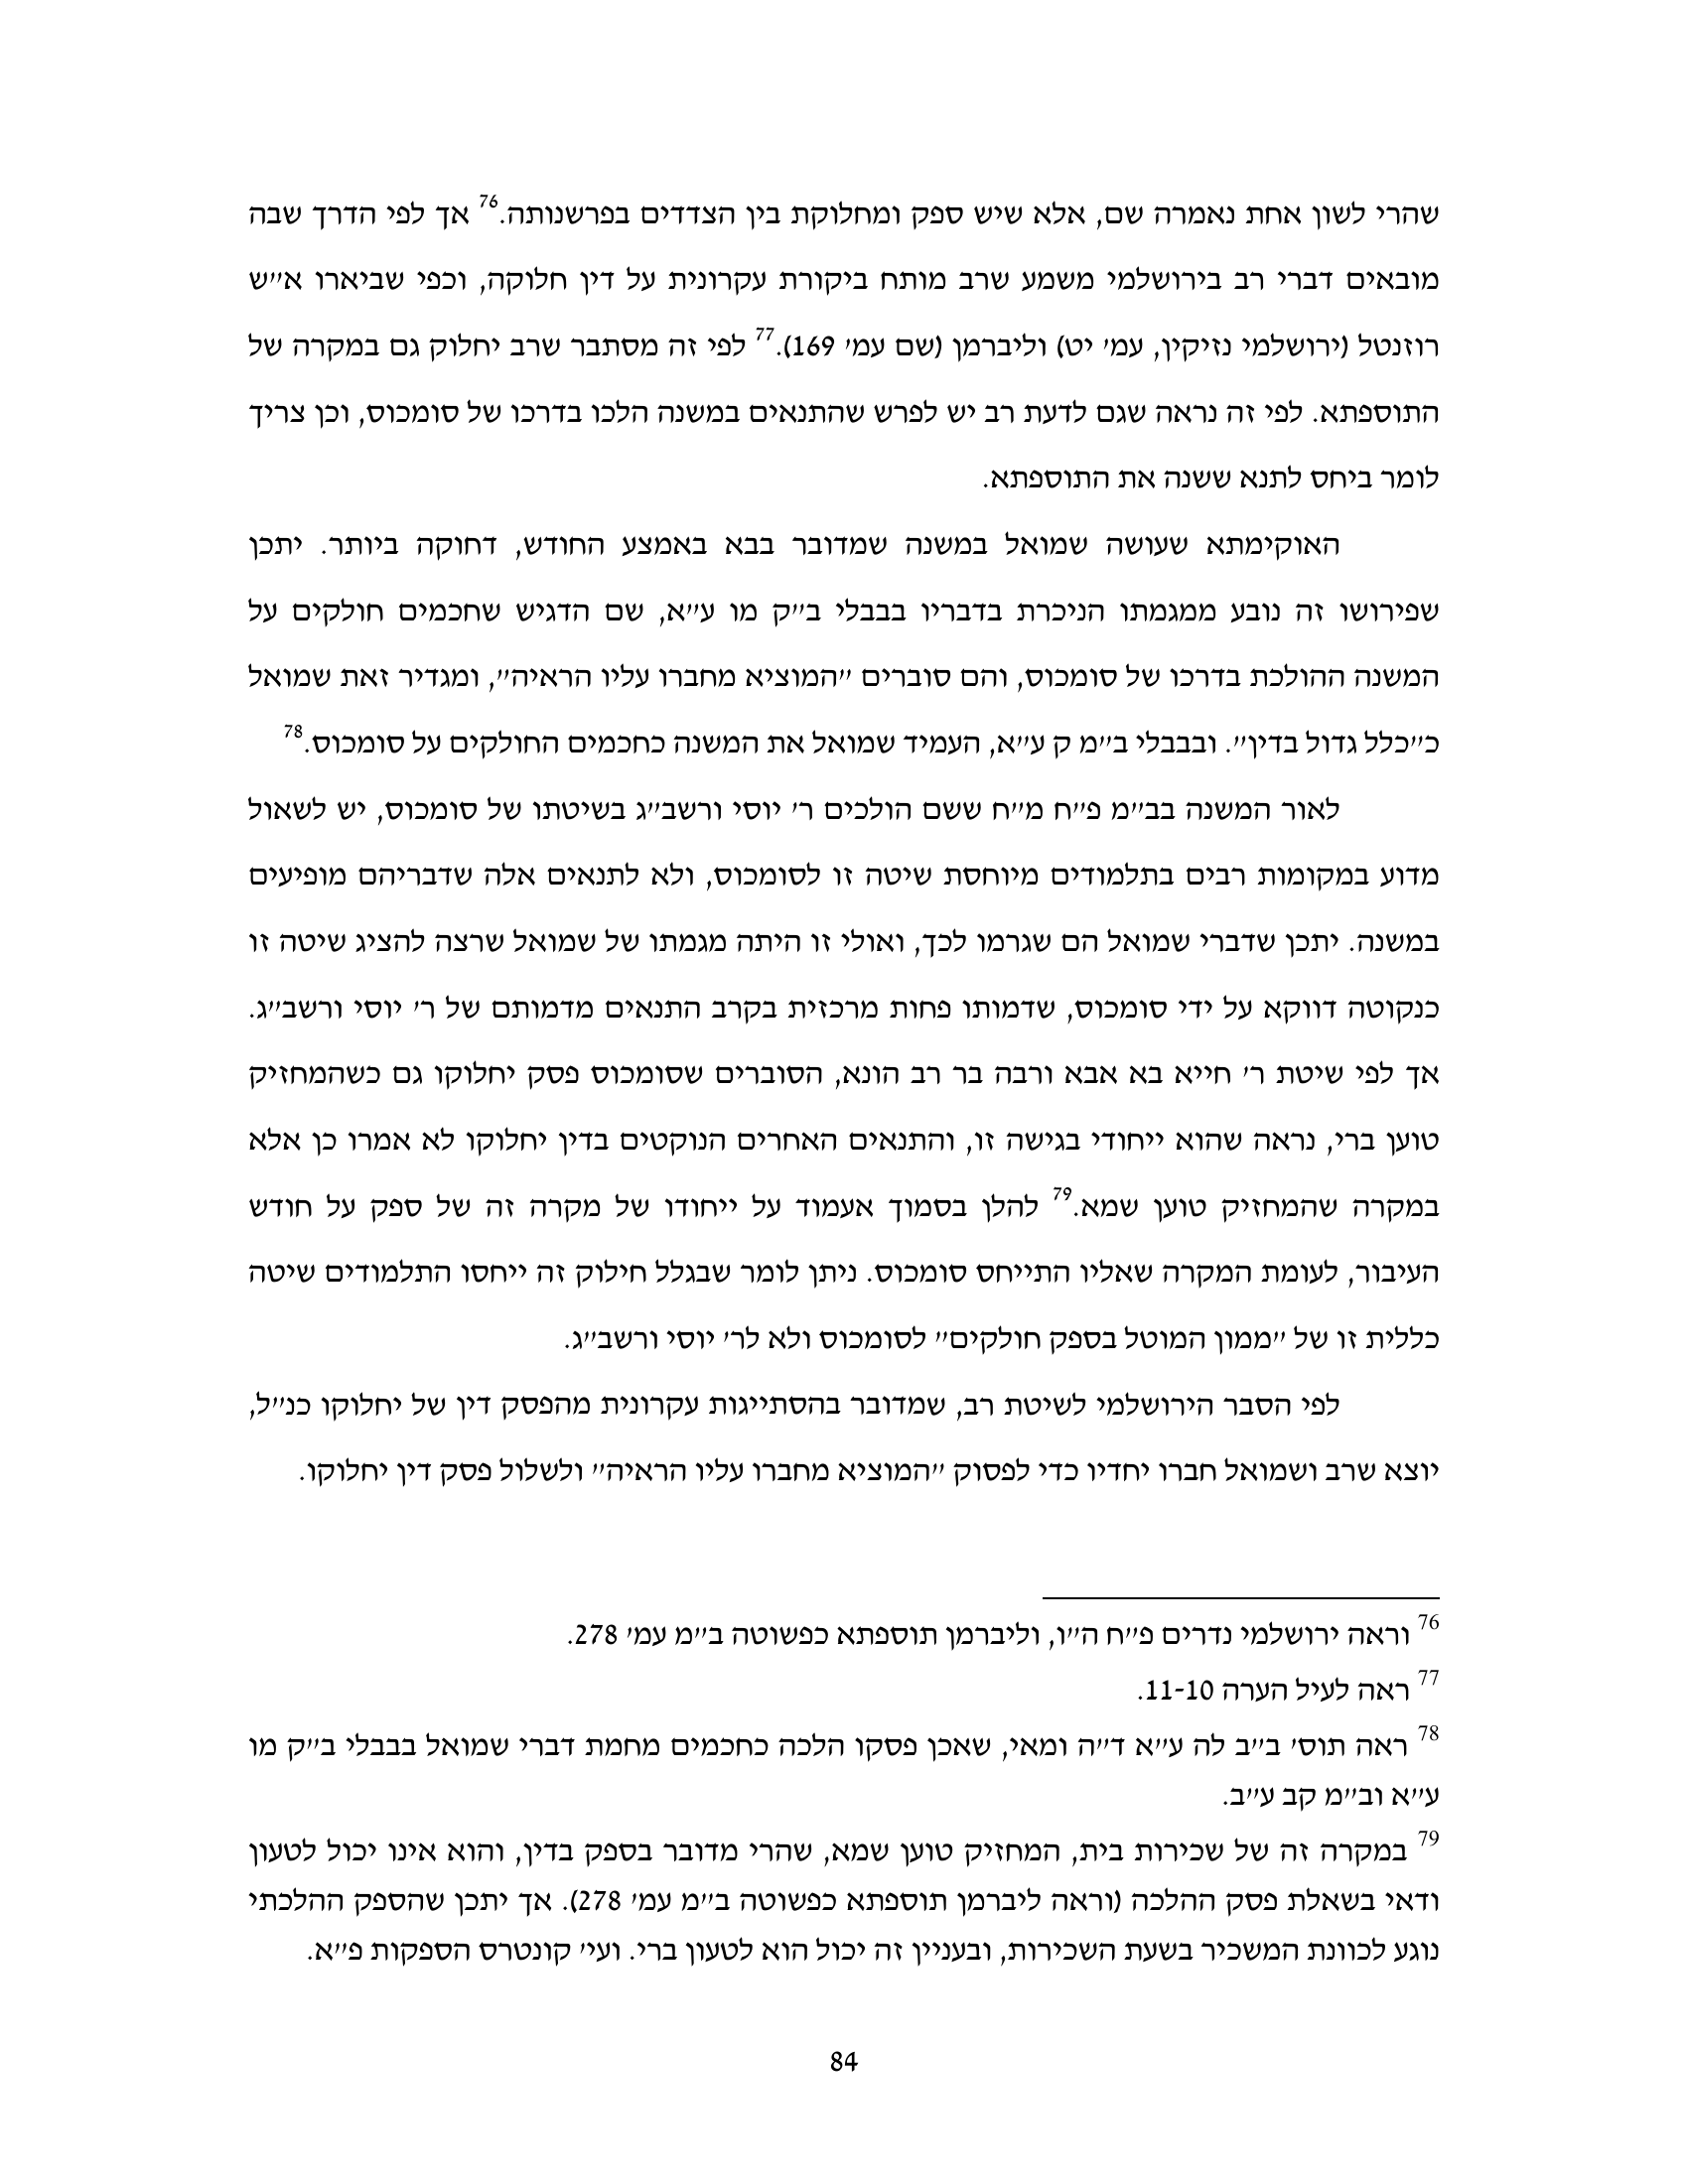 שהרי לשון אחת נאמרה שם, אלא שיש ספק ומחלוקת בין הצדדים בפרשנותה.76 אך לפי הדרך שבה
מובאים דברי רב בירושלמי משמע שרב מותח ביקורת עקרונית על דין חלוקה, וכפי שביארו א״ש
רוזנטל (ירושלמי נזיקין, עמ׳ יט) וליברמן (שם עמ׳ 169).77 לפי זה מסתבר שרב יחלוק גם במקרה של
התוספתא. לפי זה נראה שגם לדעת רב יש לפרש שהתנאים במשנה הלכו בדרכו של סומכוס, וכן צריך
לומר ביחס לתנא ששנה את התוספתא.
האוקימתא שעושה שמואל במשנה שמדובר בבא באמצע החודש, דחוקה ביותר. יתכן
שפירושו זה נובע ממגמתו הניכרת בדבריו בבבלי ב״ק מו ע״א, שם הדגיש שחכמים חולקים על
המשנה ההולכת בדרכו של סומכוס, והם סוברים ״המוציא מחברו עליו הראיה״, ומגדיר זאת שמואל
כ״כלל גדול בדין״. ובבבלי ב״מ ק ע״א, העמיד שמואל את המשנה כחכמים החולקים על סומכוס.78
לאור המשנה בב״מ פ״ח מ״ח ששם הולכים ר׳ יוסי ורשב״ג בשיטתו של סומכוס, יש לשאול
מדוע במקומות רבים בתלמודים מיוחסת שיטה זו לסומכוס, ולא לתנאים אלה שדבריהם מופיעים
במשנה. יתכן שדברי שמואל הם שגרמו לכך, ואולי זו היתה מגמתו של שמואל שרצה להציג שיטה זו
כנקוטה דווקא על ידי סומכוס, שדמותו פחות מרכזית בקרב התנאים מדמותם של ר׳ יוסי ורשב״ג.
אך לפי שיטת ר׳ חייא בא אבא ורבה בר רב הונא, הסוברים שסומכוס פסק יחלוקו גם כשהמחזיק
טוען ברי, נראה שהוא ייחודי בגישה זו, והתנאים האחרים הנוקטים בדין יחלוקו לא אמרו כן אלא
במקרה שהמחזיק טוען שמא.79 להלן בסמוך אעמוד על ייחודו של מקרה זה של ספק על חודש
העיבור, לעומת המקרה שאליו התייחס סומכוס. ניתן לומר שבגלל חילוק זה ייחסו התלמודים שיטה
כללית זו של ״ממון המוטל בספק חולקים״ לסומכוס ולא לר׳ יוסי ורשב״ג.
לפי הסבר הירושלמי לשיטת רב, שמדובר בהסתייגות עקרונית מהפסק דין של יחלוקו כנ״ל,
יוצא שרב ושמואל חברו יחדיו כדי לפסוק ״המוציא מחברו עליו הראיה״ ולשלול פסק דין יחלוקו.
76 וראה ירושלמי נדרים פ״ח ה״ו, וליברמן תוספתא כפשוטה ב״מ עמ׳ 278.
77 ראה לעיל הערה 11-10.
78 ראה תוס׳ ב״ב לה ע״א ד״ה ומאי, שאכן פסקו הלכה כחכמים מחמת דברי שמואל בבבלי ב״ק מו
ע״א וב״מ קב ע״ב.
79 במקרה זה של שכירות בית, המחזיק טוען שמא, שהרי מדובר בספק בדין, והוא אינו יכול לטעון
ודאי בשאלת פסק ההלכה (וראה ליברמן תוספתא כפשוטה ב״מ עמ׳ 278). אך יתכן שהספק ההלכתי
נוגע לכוונת המשכיר בשעת השכירות, ובעניין זה יכול הוא לטעון ברי. ועי׳ קונטרס הספקות פ״א.
84